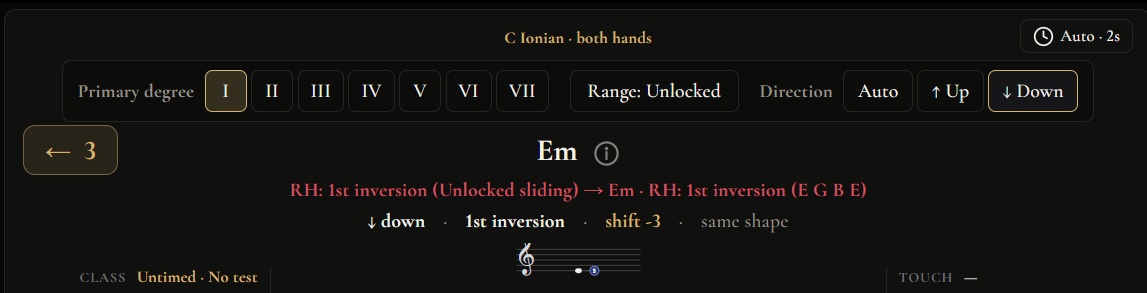 C Ionian · both hands
Auto · 2s
Primary degree I II III IV V VI VII Range: Unlocked Direction Auto ↑ Up ↓ Down
← 3
Em
RH: 1st inversion (Unlocked sliding) → Em · RH: 1st inversion (E G B E)
↓ down · 1st inversion · shift -3 · same shape
CLASS Untimed · No test
TOUCH —